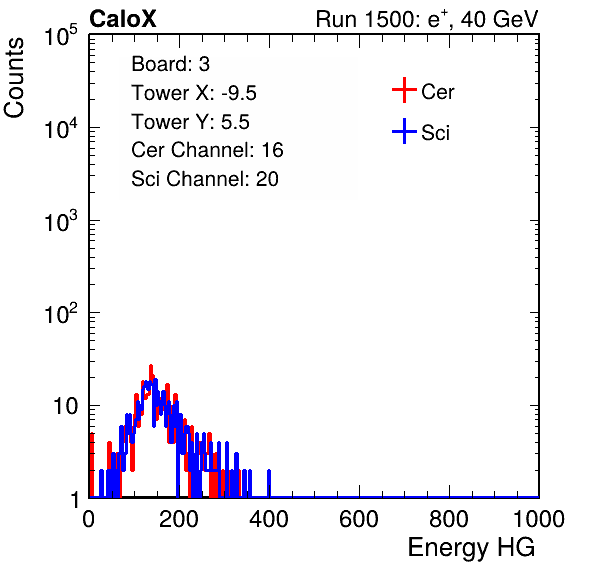 CaloX Run 1500: e⁺, 40 GeV
Counts
Board: 3
Tower X: -9.5
Tower Y: 5.5
Cer Channel: 16
Sci Channel: 20
Cer
Sci
10⁵
10⁴
10³
10²
10
1
0 200 400 600 800 1000
Energy HG